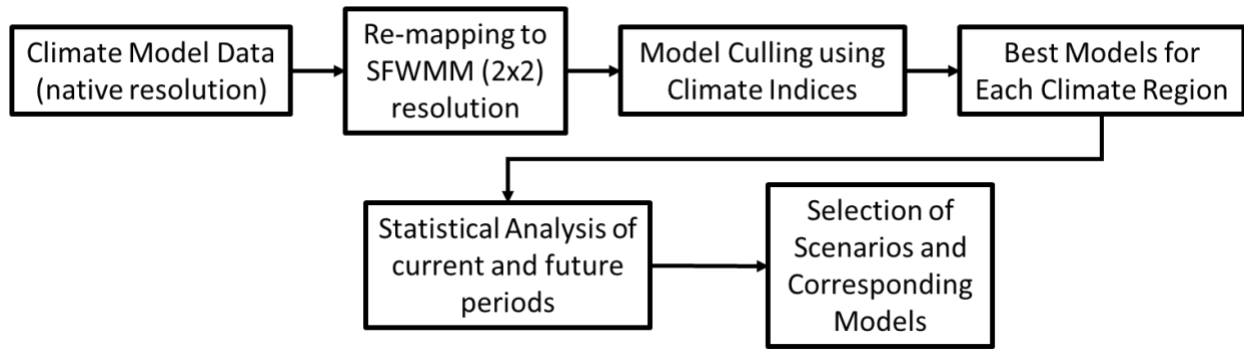 Climate Model Data
(native resolution)
Re-mapping to
SFWMM (2x2)
resolution
Model Culling using
Climate Indices
Best Models for
Each Climate Region
Statistical Analysis of
current and future
periods
Selection of
Scenarios and
Corresponding
Models